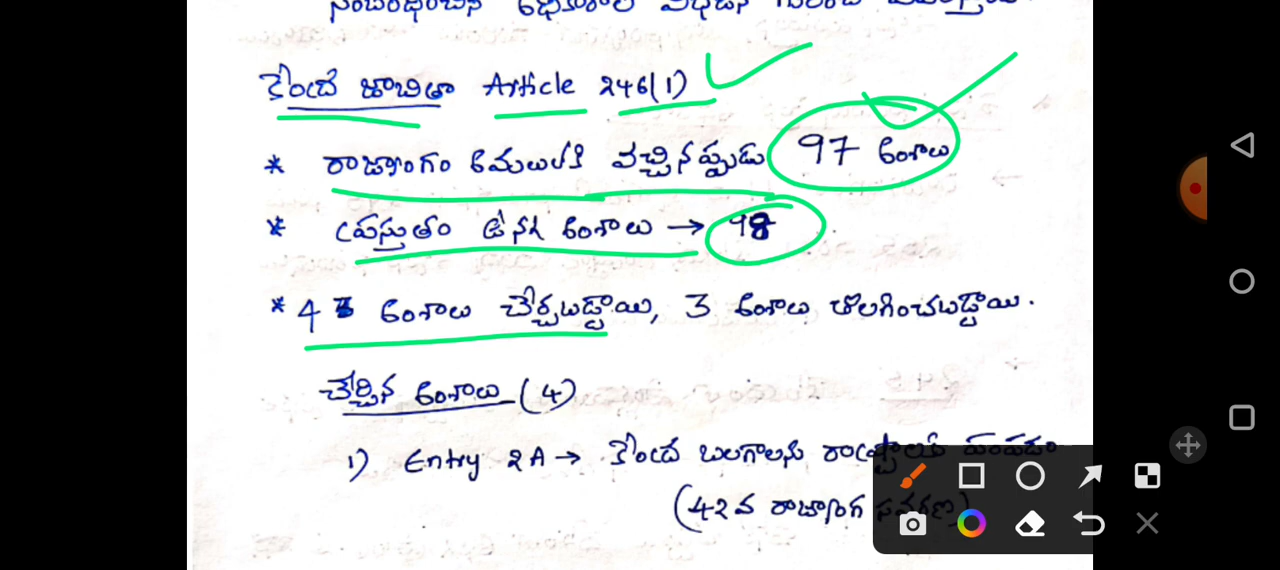 కేంద్ర జాబితా Article 246(1)
* రాజ్యాంగం అమలులోకి వచ్చినప్పుడు 97 అంశాలు
* ప్రస్తుతం ఉన్న అంశాలు → 98
* 4 అంశాలు చేర్చబడ్డాయి, 3 అంశాలు తొలగించబడ్డాయి.
చేర్చిన అంశాలు (4)
1) Entry 2A → కేంద్ర బలగాలను
(42వ రాజ్యాంగ